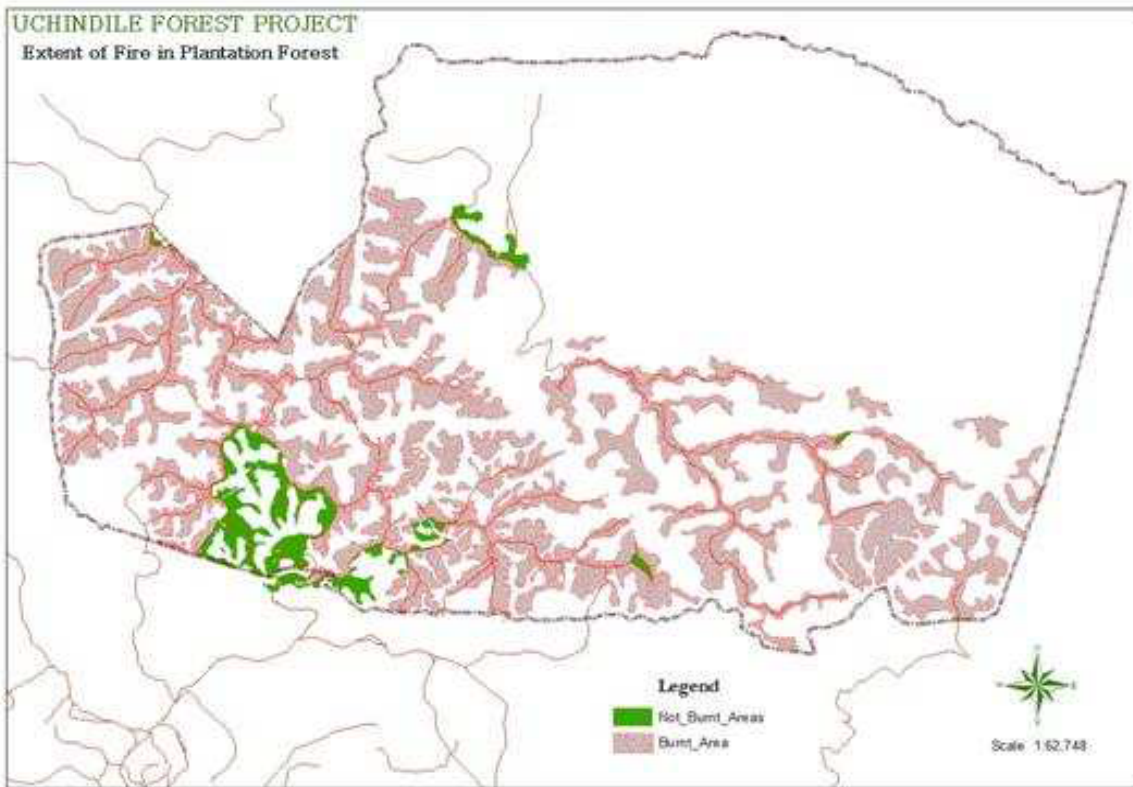 UCHINDILE FOREST PROJECT
Extent of Fire in Plantation Forest
Legend
Not_Burnt_Areas
Burnt_Area
Scale 1:62,748